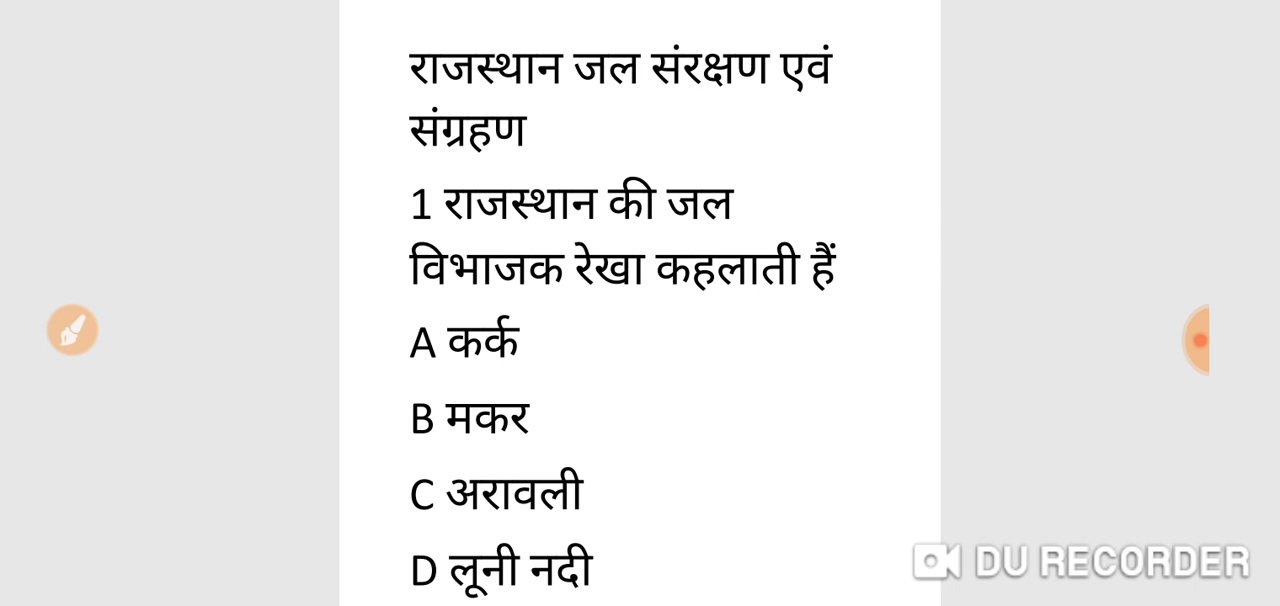 राजस्थान जल संरक्षण एवं
संग्रहण
1 राजस्थान की जल
विभाजक रेखा कहलाती हैं
A कर्क
B मकर
C अरावली
D लूनी नदी
DU RECORDER